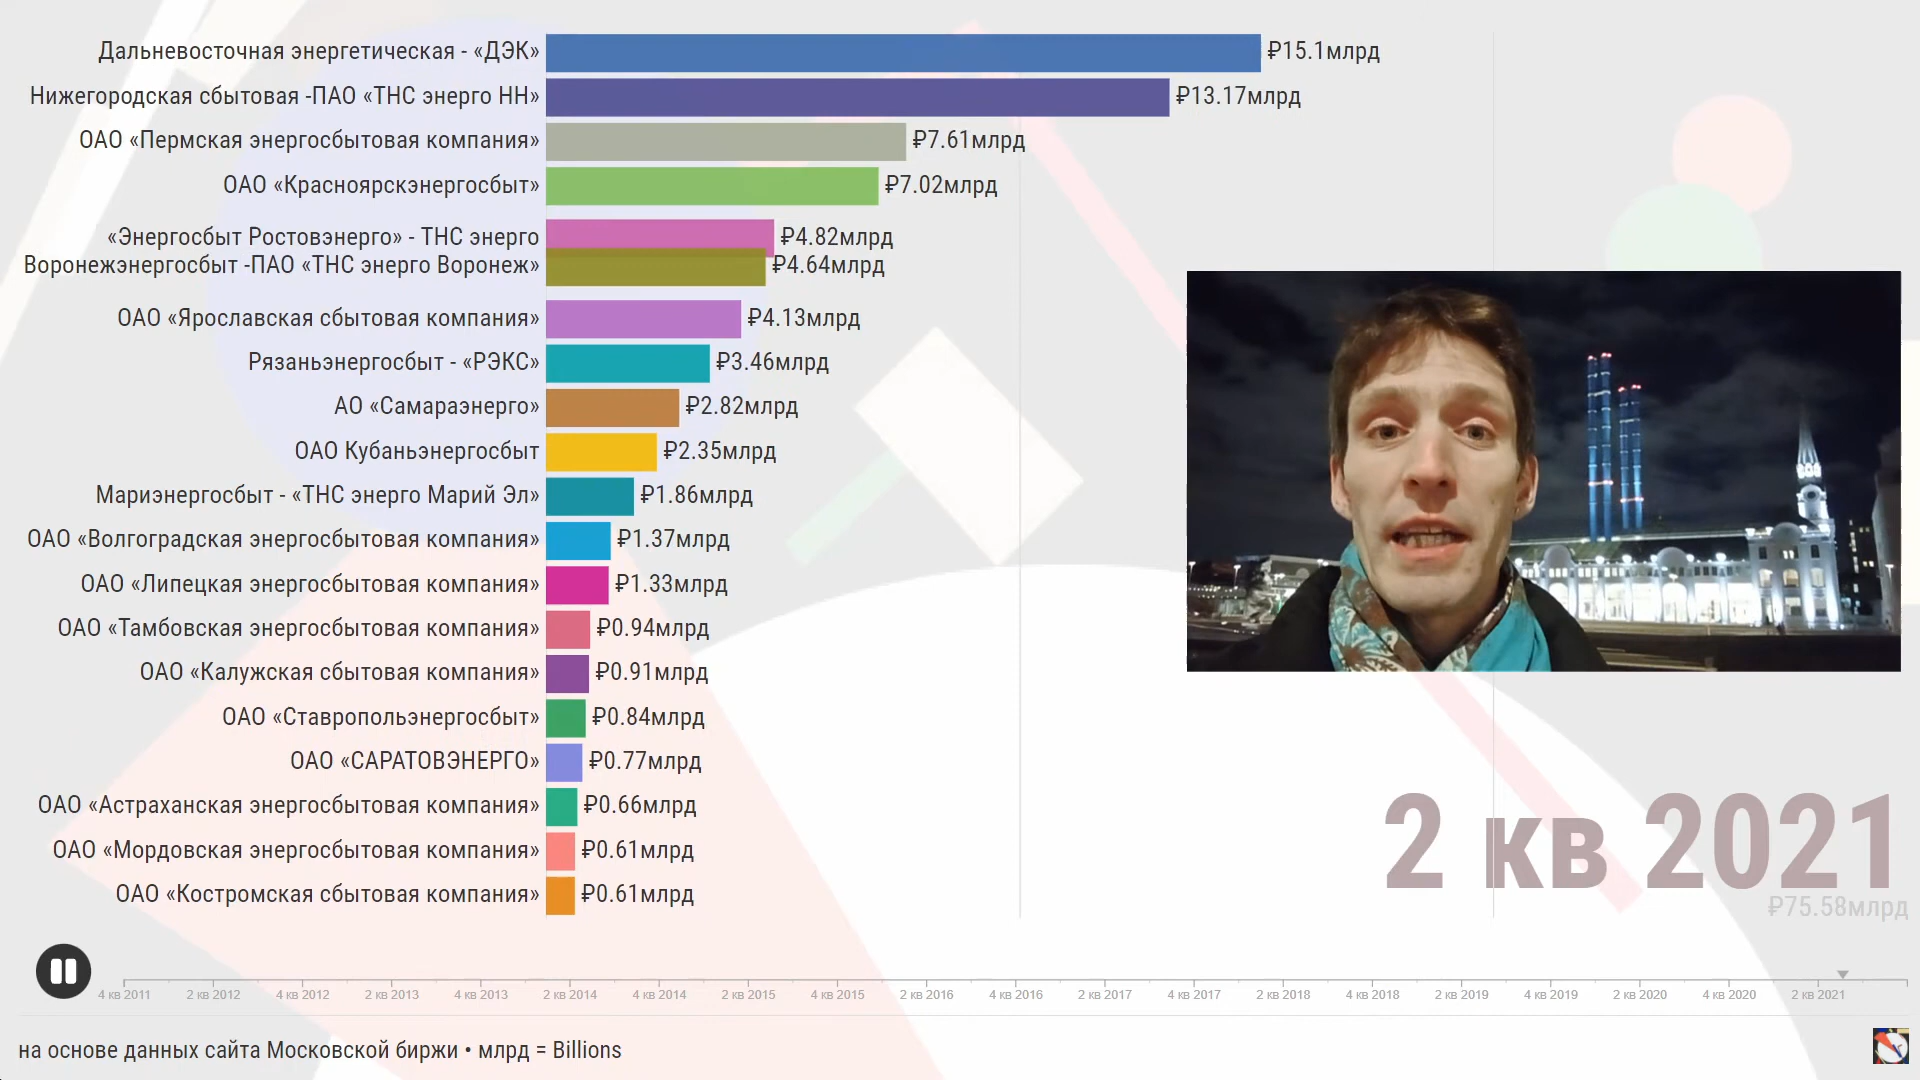 Дальневосточная энергетическая - «ДЭК» ₽15.1млрд
Нижегородская сбытовая -ПАО «ТНС энерго НН» ₽13.17млрд
ОАО «Пермская энергосбытовая компания» ₽7.61млрд
ОАО «Красноярскэнергосбыт» ₽7.02млрд
«Энергосбыт Ростовэнерго» - ТНС энерго ₽4.82млрд
Воронежэнергосбыт -ПАО «ТНС энерго Воронеж» ₽4.64млрд
ОАО «Ярославская сбытовая компания» ₽4.13млрд
Рязаньэнергосбыт - «РЭКС» ₽3.46млрд
АО «Самараэнерго» ₽2.82млрд
ОАО Кубаньэнергосбыт ₽2.35млрд
Мариэнергосбыт - «ТНС энерго Марий Эл» ₽1.86млрд
ОАО «Волгоградская энергосбытовая компания» ₽1.37млрд
ОАО «Липецкая энергосбытовая компания» ₽1.33млрд
ОАО «Тамбовская энергосбытовая компания» ₽0.94млрд
ОАО «Калужская сбытовая компания» ₽0.91млрд
ОАО «Ставропольэнергосбыт» ₽0.84млрд
ОАО «САРАТОВЭНЕРГО» ₽0.77млрд
ОАО «Астраханская энергосбытовая компания» ₽0.66млрд
ОАО «Мордовская энергосбытовая компания» ₽0.61млрд
ОАО «Костромская сбытовая компания» ₽0.61млрд
2 кв 2021
₽75.58млрд
4 кв 2011 2 кв 2012 4 кв 2012 2 кв 2013 4 кв 2013 2 кв 2014 4 кв 2014 2 кв 2015 4 кв 2015 2 кв 2016 4 кв 2016 2 кв 2017 4 кв 2017 2 кв 2018 4 кв 2018 2 кв 2019 4 кв 2019 2 кв 2020 4 кв 2020 2 кв 2021
на основе данных сайта Московской биржи • млрд = Billions